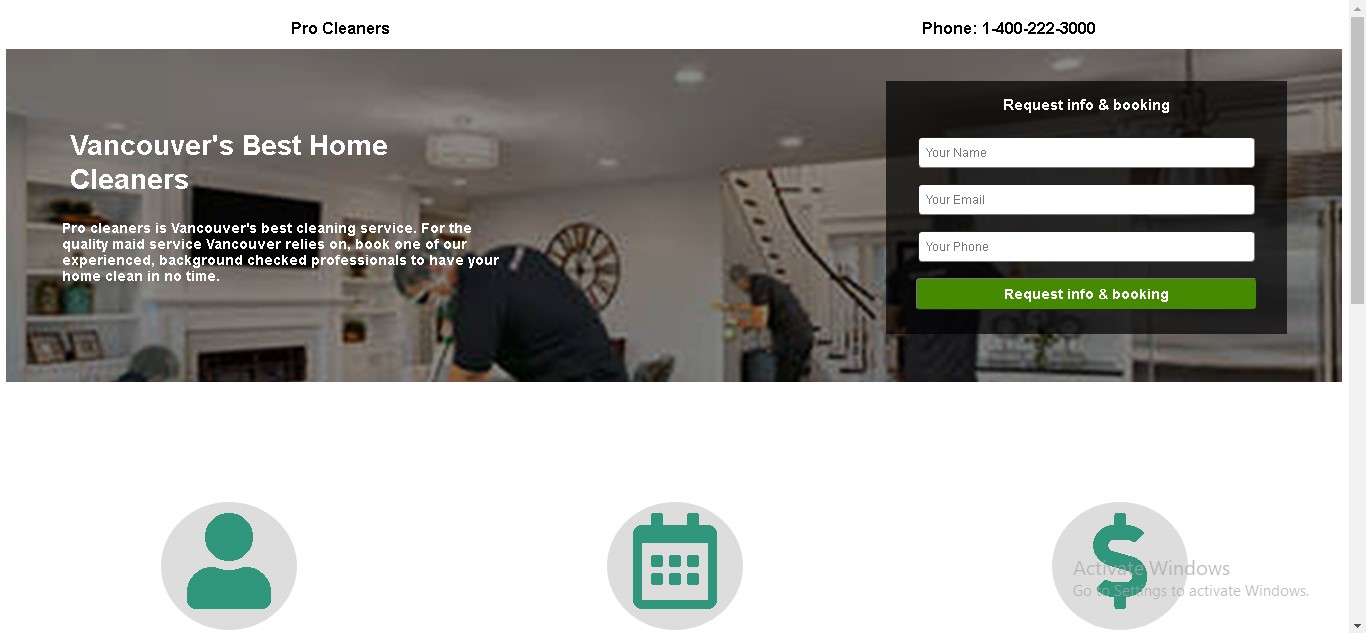 Pro Cleaners
Phone: 1-400-222-3000
Vancouver's Best Home
Cleaners
Pro cleaners is Vancouver's best cleaning service. For the
quality maid service Vancouver relies on, book one of our
experienced, background checked professionals to have your
home clean in no time.
Request info & booking
Your Name
Your Email
Your Phone
Request info & booking
Activate Windows
Go to Settings to activate Windows.